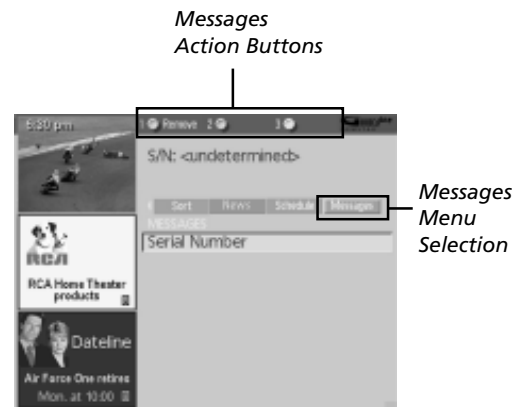 Messages
Action Buttons
6:30 pm
1 Remove 2 3
S/N: <undetermined>
Sort News Schedule Messages
MESSAGES
Serial Number
Messages
Menu
Selection
RCA
RCA Home Theater
products
Dateline
Air Force One retires
Mon. at 10:00